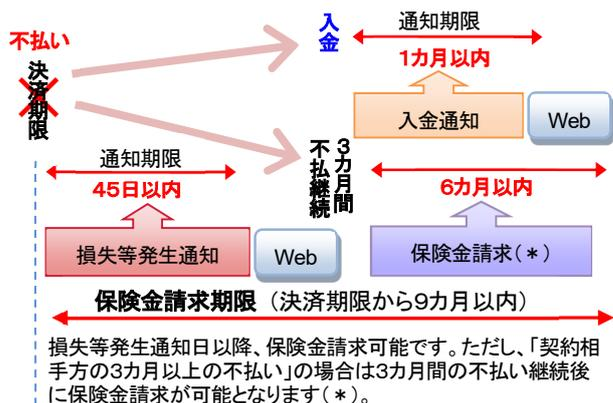 不払い
決済期限
入金
通知期限
1カ月以内
入金通知
Web
3カ月間
不払継続
通知期限
45日以内
損失等発生通知
Web
6カ月以内
保険金請求(*)
保険金請求期限 (決済期限から9カ月以内)
損失等発生通知日以降、保険金請求可能です。ただし、「契約相
手方の3カ月以上の不払い」の場合は3カ月間の不払い継続後
に保険金請求が可能となります(*)。